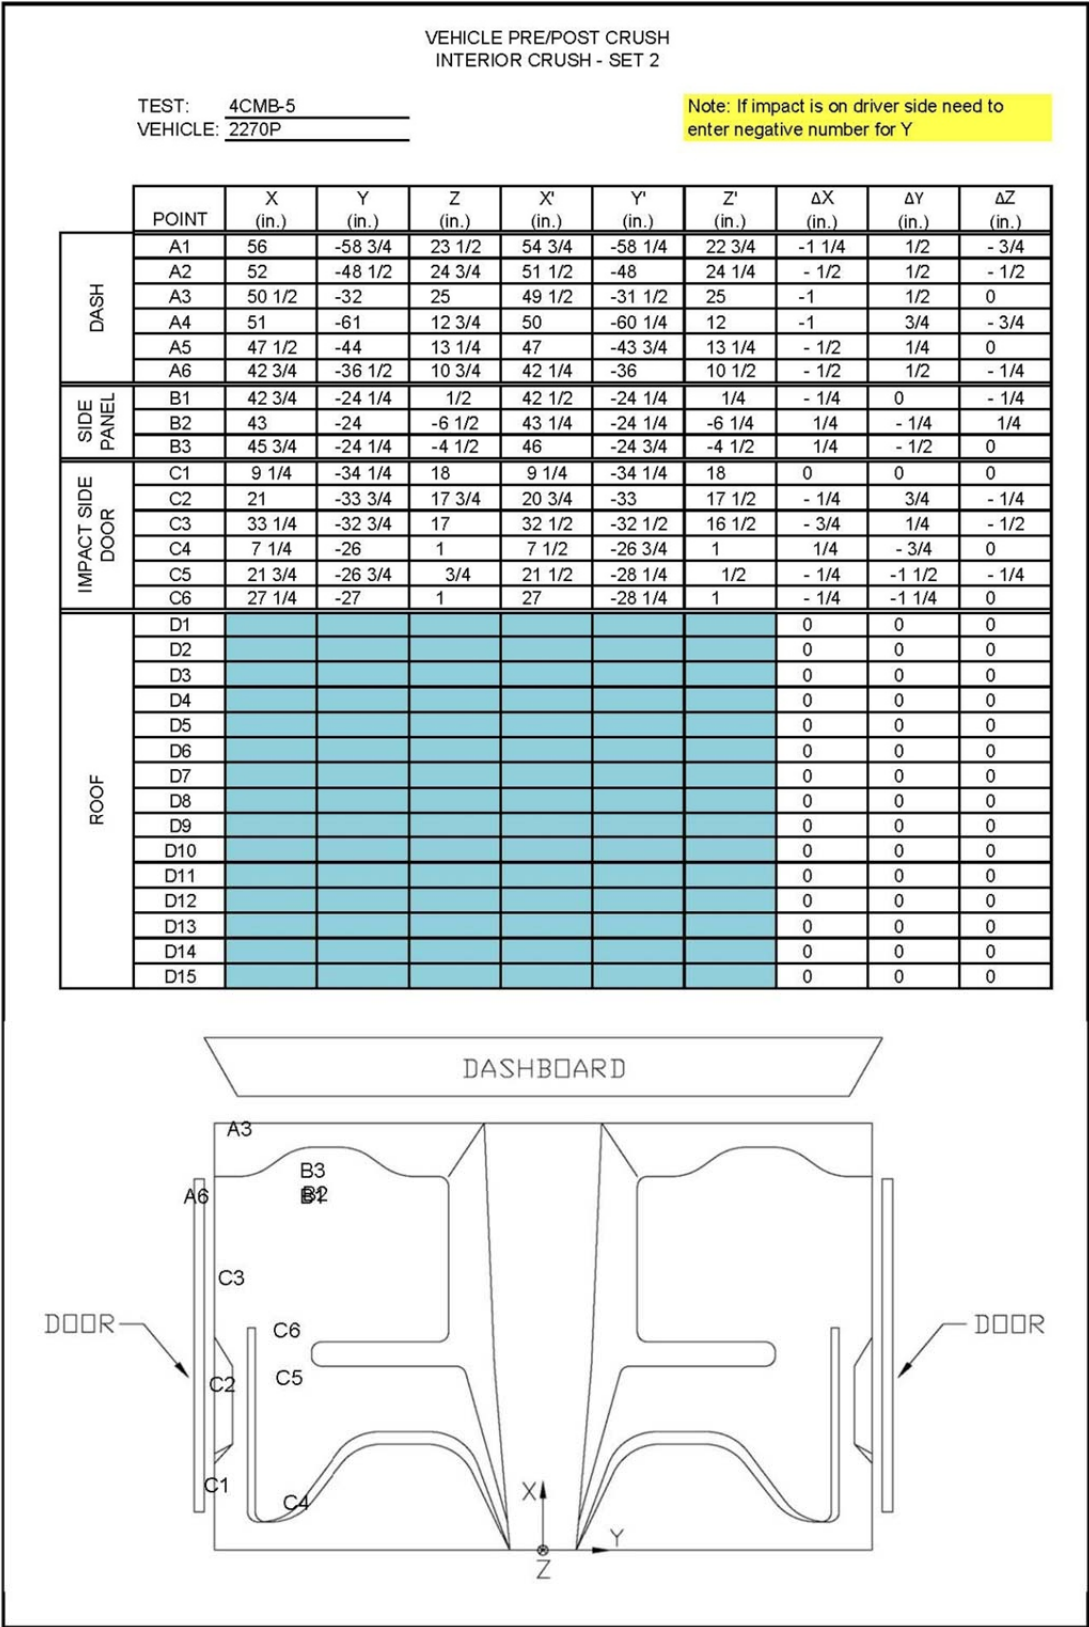 VEHICLE PRE/POST CRUSH
INTERIOR CRUSH - SET 2
TEST: 4CMB-5
VEHICLE: 2270P
Note: If impact is on driver side need to
enter negative number for Y
POINT X (in.) Y (in.) Z (in.) X' (in.) Y' (in.) Z' (in.) ΔX (in.) ΔY (in.) ΔZ (in.)
DASH
A1 56 -58 3/4 23 1/2 54 3/4 -58 1/4 22 3/4 -1 1/4 1/2 - 3/4
A2 52 -48 1/2 24 3/4 51 1/2 -48 24 1/4 - 1/2 1/2 - 1/2
A3 50 1/2 -32 25 49 1/2 -31 1/2 25 -1 1/2 0
A4 51 -61 12 3/4 50 -60 1/4 12 -1 3/4 - 3/4
A5 47 1/2 -44 13 1/4 47 -43 3/4 13 1/4 - 1/2 1/4 0
A6 42 3/4 -36 1/2 10 3/4 42 1/4 -36 10 1/2 - 1/2 1/2 - 1/4
SIDE PANEL
B1 42 3/4 -24 1/4 1/2 42 1/2 -24 1/4 1/4 - 1/4 0 - 1/4
B2 43 -24 -6 1/2 43 1/4 -24 1/4 -6 1/4 1/4 - 1/4 1/4
B3 45 3/4 -24 1/4 -4 1/2 46 -24 3/4 -4 1/2 1/4 - 1/2 0
IMPACT SIDE DOOR
C1 9 1/4 -34 1/4 18 9 1/4 -34 1/4 18 0 0 0
C2 21 -33 3/4 17 3/4 20 3/4 -33 17 1/2 - 1/4 3/4 - 1/4
C3 33 1/4 -32 3/4 17 32 1/2 -32 1/2 16 1/2 - 3/4 1/4 - 1/2
C4 7 1/4 -26 1 7 1/2 -26 3/4 1 1/4 - 3/4 0
C5 21 3/4 -26 3/4 3/4 21 1/2 -28 1/4 1/2 - 1/4 -1 1/2 - 1/4
C6 27 1/4 -27 1 27 -28 1/4 1 - 1/4 -1 1/4 0
ROOF
D1 0 0 0
D2 0 0 0
D3 0 0 0
D4 0 0 0
D5 0 0 0
D6 0 0 0
D7 0 0 0
D8 0 0 0
D9 0 0 0
D10 0 0 0
D11 0 0 0
D12 0 0 0
D13 0 0 0
D14 0 0 0
D15 0 0 0
DASHBOARD
A3
B3
A6 B1 B2
C3
DOOR C6 DOOR
C5
C2
C1
C4
X
Y
Z